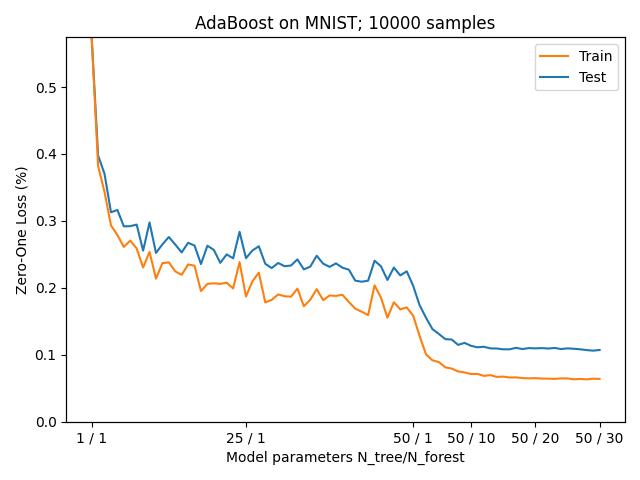 AdaBoost on MNIST; 10000 samples
Train
Test
Zero-One Loss (%)
0.5
0.4
0.3
0.2
0.1
0.0
1 / 1
25 / 1
50 / 1
50 / 10
50 / 20
50 / 30
Model parameters N_tree/N_forest